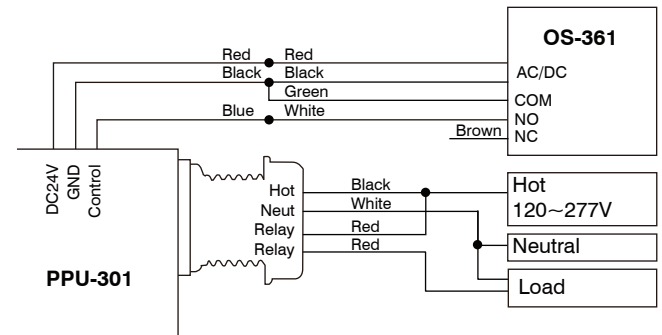 OS-361
Red Red
Black Black
AC/DC
Green
COM
Blue White
NO
Brown
NC
DC24V
GND
Control
Hot
Black
Hot
120~277V
Neut
White
Relay
Red
Neutral
Relay
Red
PPU-301
Load